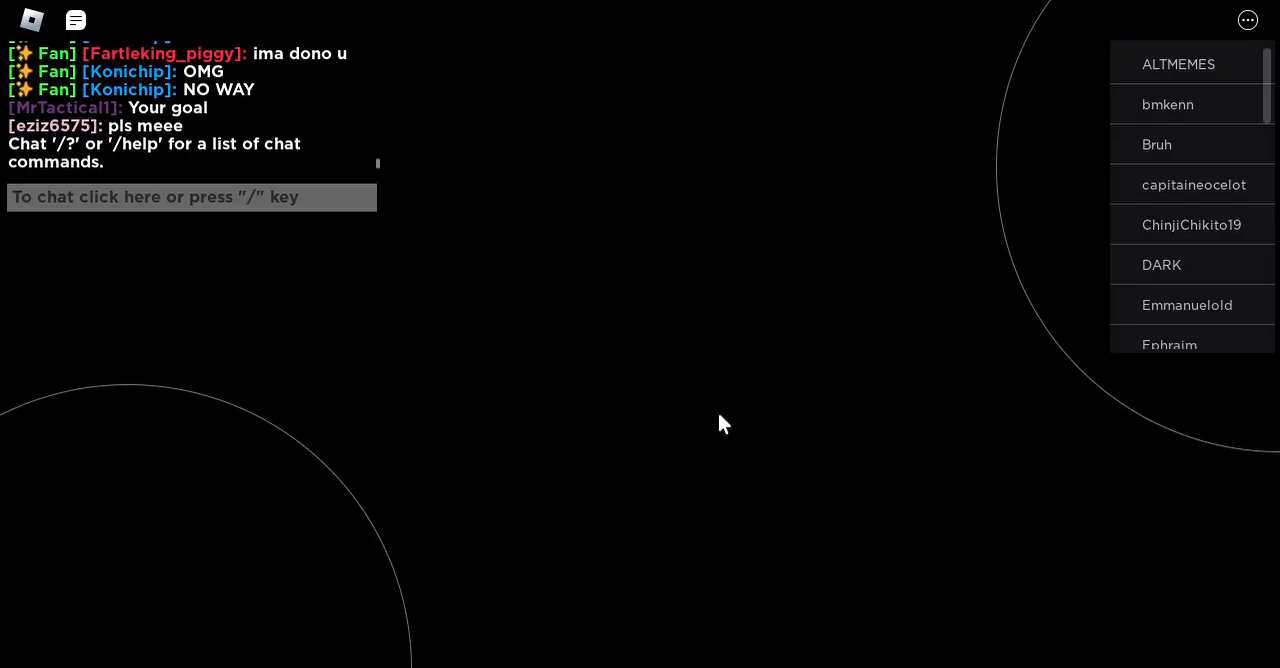 [✨ Fan] [Fartleking_piggy]: ima dono u
[✨ Fan] [Konichip]: OMG
[✨ Fan] [Konichip]: NO WAY
[MrTactical1]: Your goal
[eziz6575]: pls meee
Chat '/?' or '/help' for a list of chat
commands.
To chat click here or press "/" key
ALTMEMES
bmkenn
Bruh
capitaineocelot
ChinjiChikito19
DARK
Emmanuelold
Ephraim